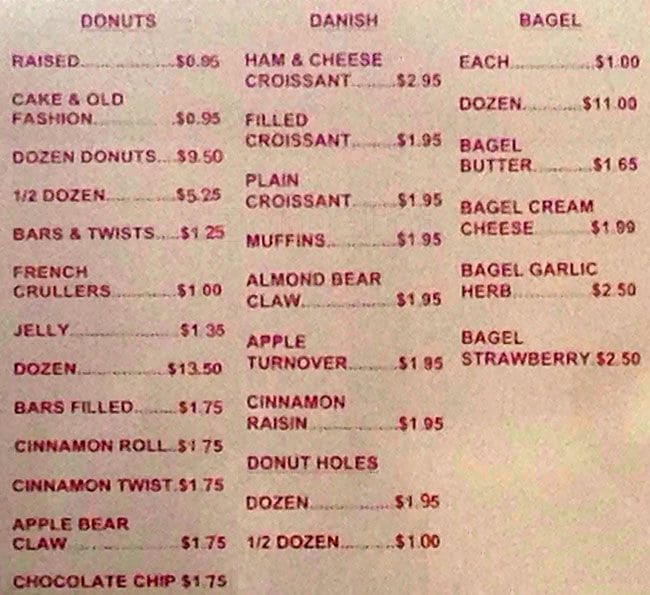 DONUTS
RAISED................$0.95
CAKE & OLD
FASHION..............$0.95
DOZEN DONUTS...$9.50
1/2 DOZEN............$5.25
BARS & TWISTS....$1.25
FRENCH
CRULLERS...........$1.00
JELLY..................$1.35
DOZEN................$13.50
BARS FILLED........$1.75
CINNAMON ROLL..$1.75
CINNAMON TWIST.$1.75
APPLE BEAR
CLAW..................$1.75
CHOCOLATE CHIP $1.75
DANISH
HAM & CHEESE
CROISSANT........$2.95
FILLED
CROISSANT........$1.95
PLAIN
CROISSANT........$1.95
MUFFINS............$1.95
ALMOND BEAR
CLAW.................$1.95
APPLE
TURNOVER.........$1.95
CINNAMON
RAISIN................$1.95
DONUT HOLES
DOZEN...............$1.95
1/2 DOZEN..........$1.00
BAGEL
EACH...............$1.00
DOZEN............$11.00
BAGEL
BUTTER...........$1.65
BAGEL CREAM
CHEESE..........$1.99
BAGEL GARLIC
HERB...............$2.50
BAGEL
STRAWBERRY.$2.50